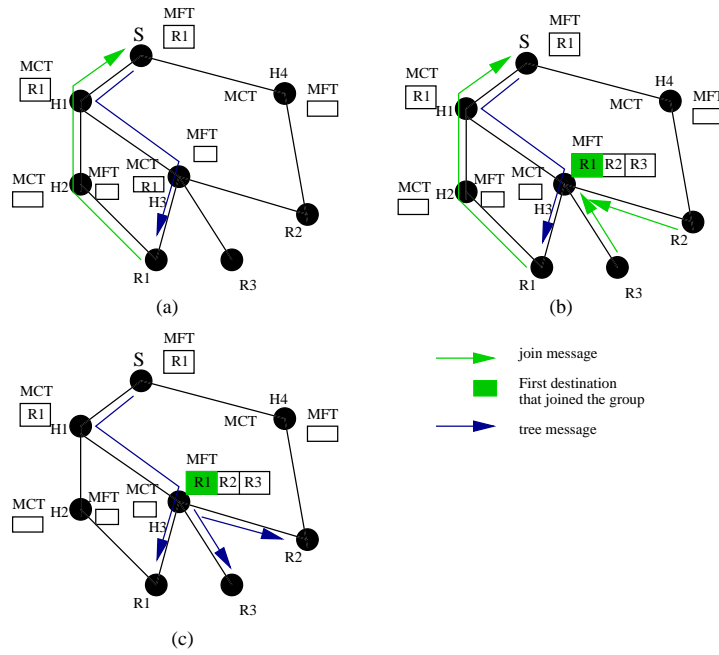 MFT
S
R1
MCT
R1
H1
H4
MCT
MFT
MFT
MCT
MFT
MCT
R1
H2
H3
R2
R1
R3
(a)
MFT
S
R1
MCT
R1
H1
H4
MCT
MFT
MFT
R1 R2 R3
MCT
MFT
MCT
H2
H3
R2
R1
R3
(b)
MFT
S
R1
MCT
R1
H1
H4
MCT
MFT
MFT
R1 R2 R3
MCT
MFT
MCT
H2
H3
R2
R1
R3
(c)
join message
First destination
that joined the group
tree message